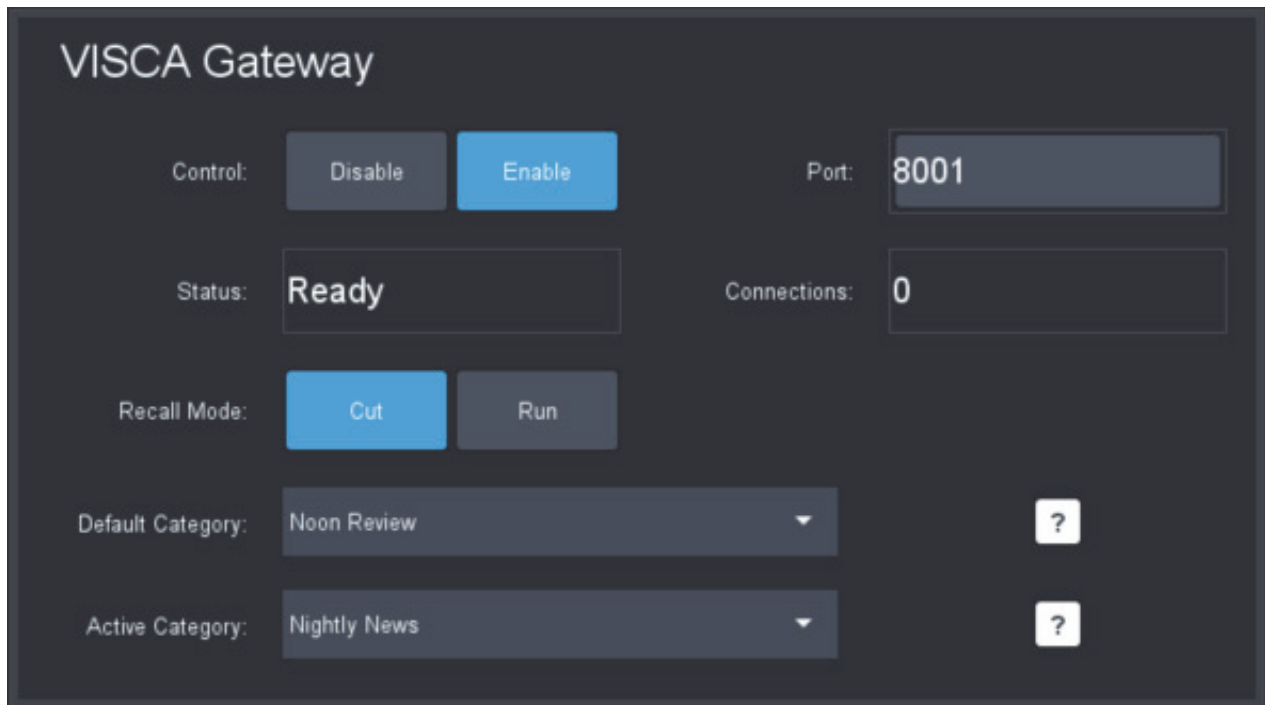 VISCA Gateway
Control: Disable Enable Port: 8001
Status: Ready Connections: 0
Recall Mode: Cut Run
Default Category: Noon Review ?
Active Category: Nightly News ?